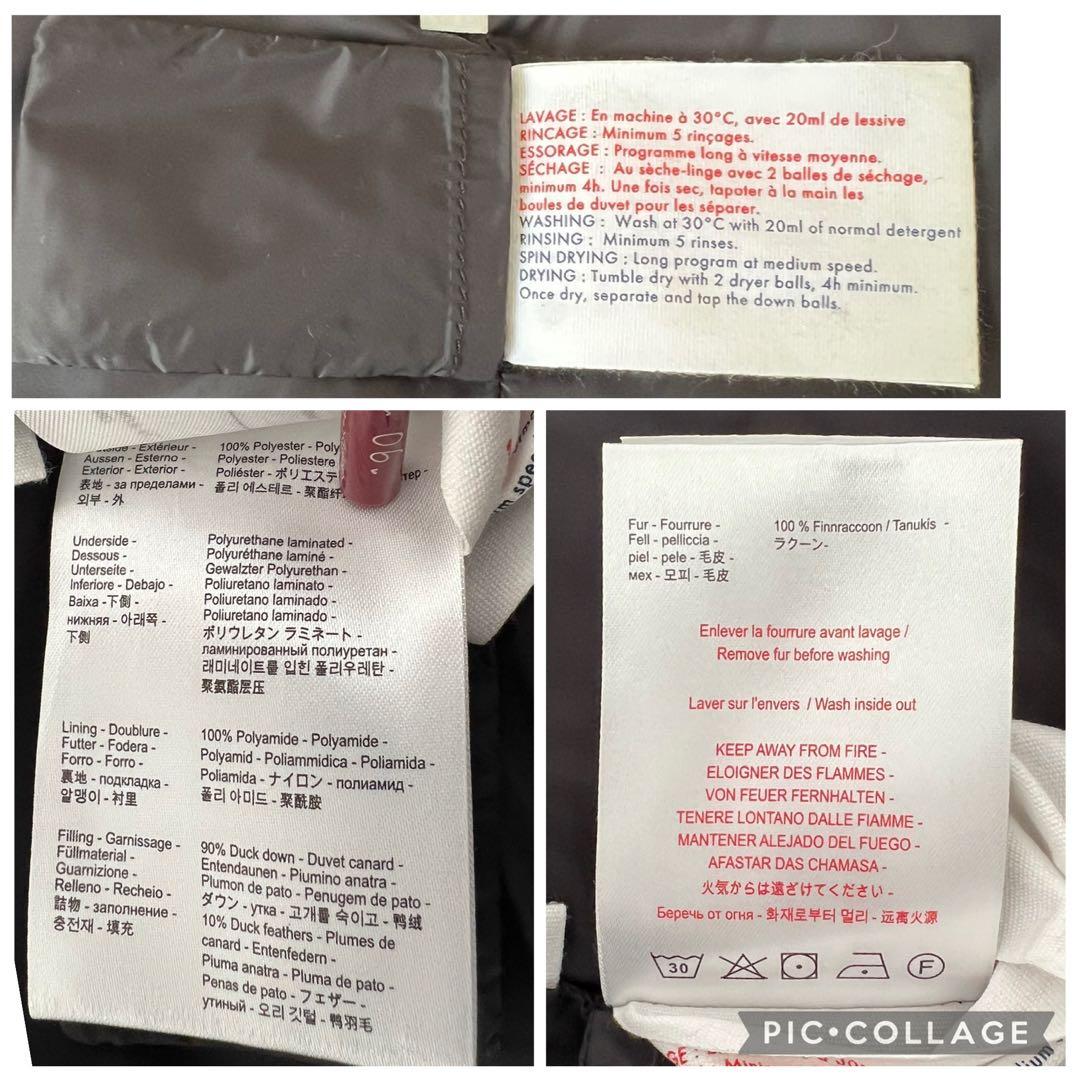 LAVAGE : En machine à 30°C, avec 20ml de lessive
RINCAGE : Minimum 5 rinçages.
ESSORAGE : Programme long à vitesse moyenne.
SÉCHAGE : Au sèche-linge avec 2 balles de séchage,
minimum 4h. Une fois sec, tapoter à la main les
boules de duvet pour les séparer.
WASHING : Wash at 30°C with 20ml of normal detergent
RINSING : Minimum 5 rinses.
SPIN DRYING : Long program at medium speed.
DRYING : Tumble dry with 2 dryer balls, 4h minimum.
Once dry, separate and tap the down balls.
Extérieur - 100% Polyester -
Aussen - Esterno - Polyester - Poliestere
Exterior - Exterior - Poliéster -
表地 - за пределами - 폴리 에스테르 -
外部 - 外
Underside - Polyurethane laminated -
Dessous - Polyuréthane laminé -
Unterseite - Gewalzter Polyurethan -
Inferiore - Debajo - Poliuretano laminato -
Baixa -下側 - Poliuretano laminado -
нижняя - 아래쪽 - Poliuretano laminado -
下側 ポリウレタン ラミネート -
ламинированный полиуретан -
래미네이트를 입힌 폴리우레탄 -
聚氨酯层压
Lining - Doublure - 100% Polyamide - Polyamide -
Futter - Fodera - Polyamid - Poliammidica - Poliamida -
Forro - Forro - Poliamida - ナイロン - полиамид -
裏地 - подкладка - 폴리 아미드 - 聚酰胺
알맹이 - 衬里
Filling - Garnissage - 90% Duck down - Duvet canard -
Füllmaterial - Entendaunen - Piumino anatra -
Guarnizione - Plumon de pato - Penugem de pato -
Relleno - Recheio - ダウン - утка - 고개를 숙이고 - 鸭绒
詰物 - заполнение - 10% Duck feathers - Plumes de
충전재 - 填充 canard - Entenfedern -
Piuma anatra - Pluma de pato -
Penas de pato - フェザー -
утиный - 오리 깃털 - 鸭羽毛
Fur - Fourrure - 100 % Finnraccoon / Tanukis -
Fell - pelliccia - ラクーン-
piel - pele - 毛皮 -
мех - 모피 - 毛皮
Enlever la fourrure avant lavage /
Remove fur before washing
Laver sur l'envers / Wash inside out
KEEP AWAY FROM FIRE -
ELOIGNER DES FLAMMES -
VON FEUER FERNHALTEN -
TENERE LONTANO DALLE FIAMME -
MANTENER ALEJADO DEL FUEGO -
AFASTAR DAS CHAMASA -
火気からは遠ざけてください -
Беречь от огня - 화재로부터 멀리 - 远离火源
30 F
PIC•COLLAGE